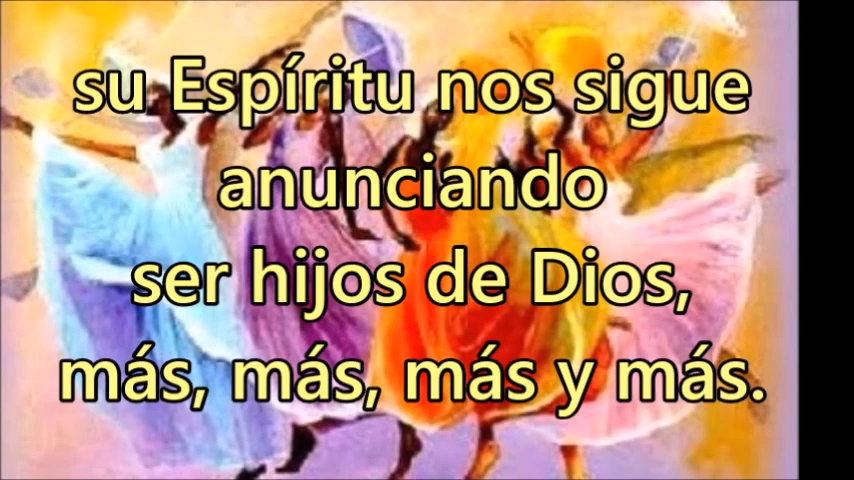 su Espíritu nos sigue
anunciando
ser hijos de Dios,
más, más, más y más.